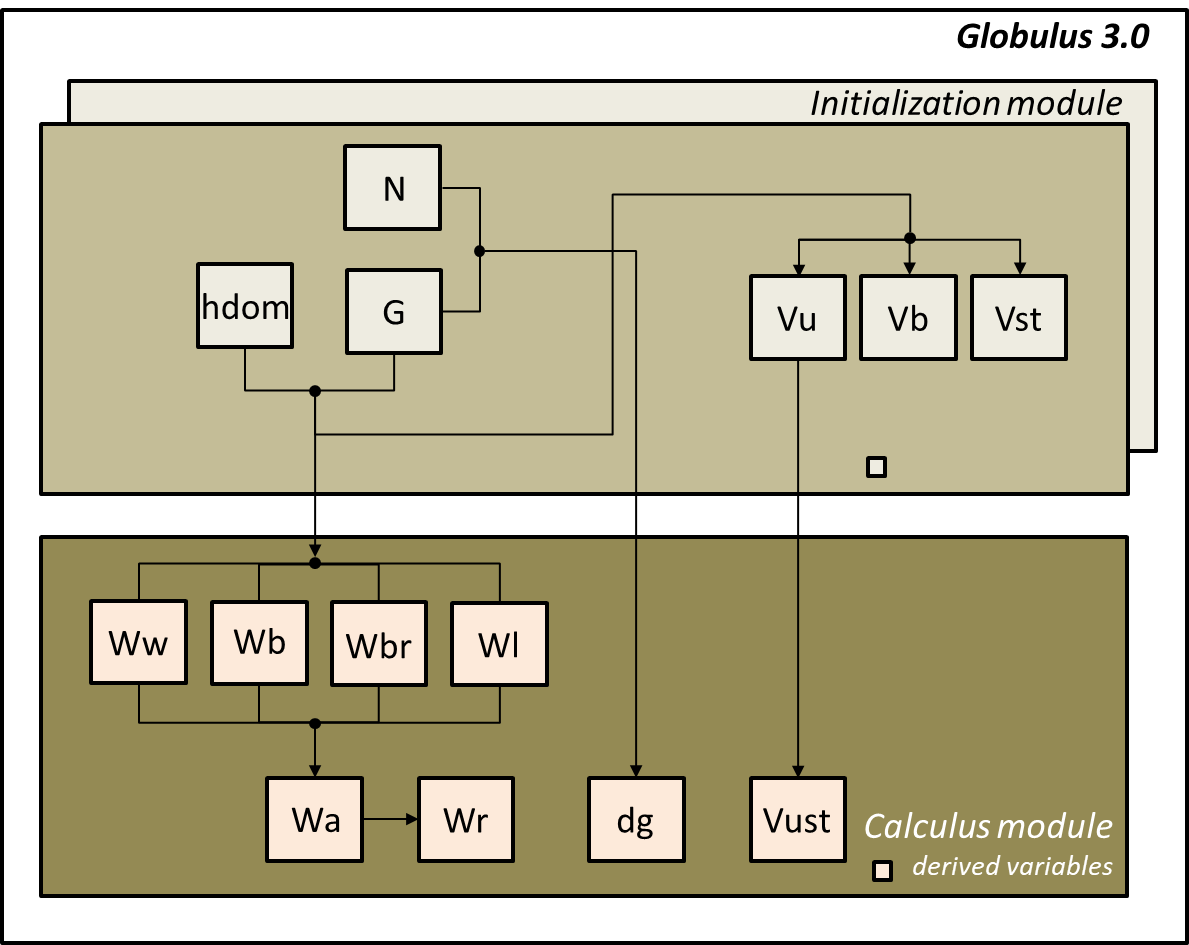 Globulus 3.0
Initialization module
N
hdom
G
Vu
Vb
Vst
Ww
Wb
Wbr
Wl
Wa
Wr
dg
Vust
Calculus module
derived variables